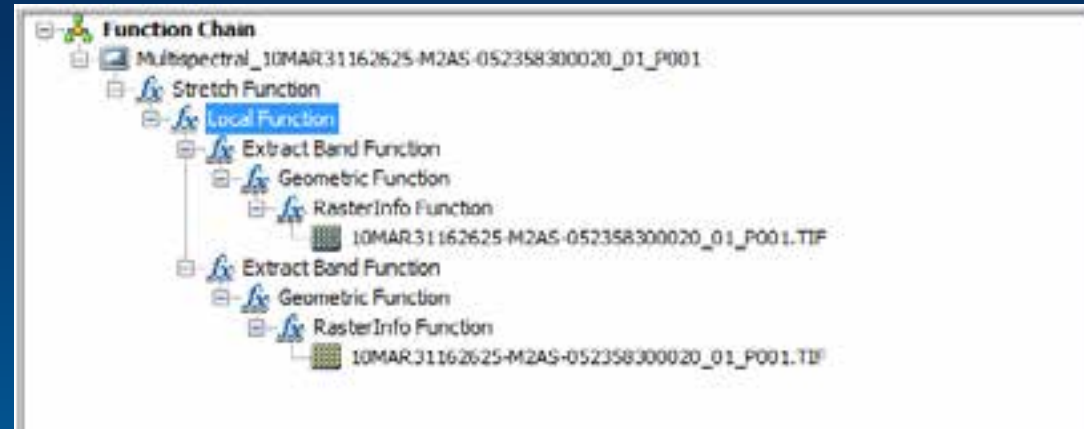 Function Chain
Multispectral_10MAR31162625-M2AS-052358300020_01_P001
Stretch Function
Local Function
Extract Band Function
Geometric Function
RasterInfo Function
10MAR31162625-M2AS-052358300020_01_P001.TIF
Extract Band Function
Geometric Function
RasterInfo Function
10MAR31162625-M2AS-052358300020_01_P001.TIF